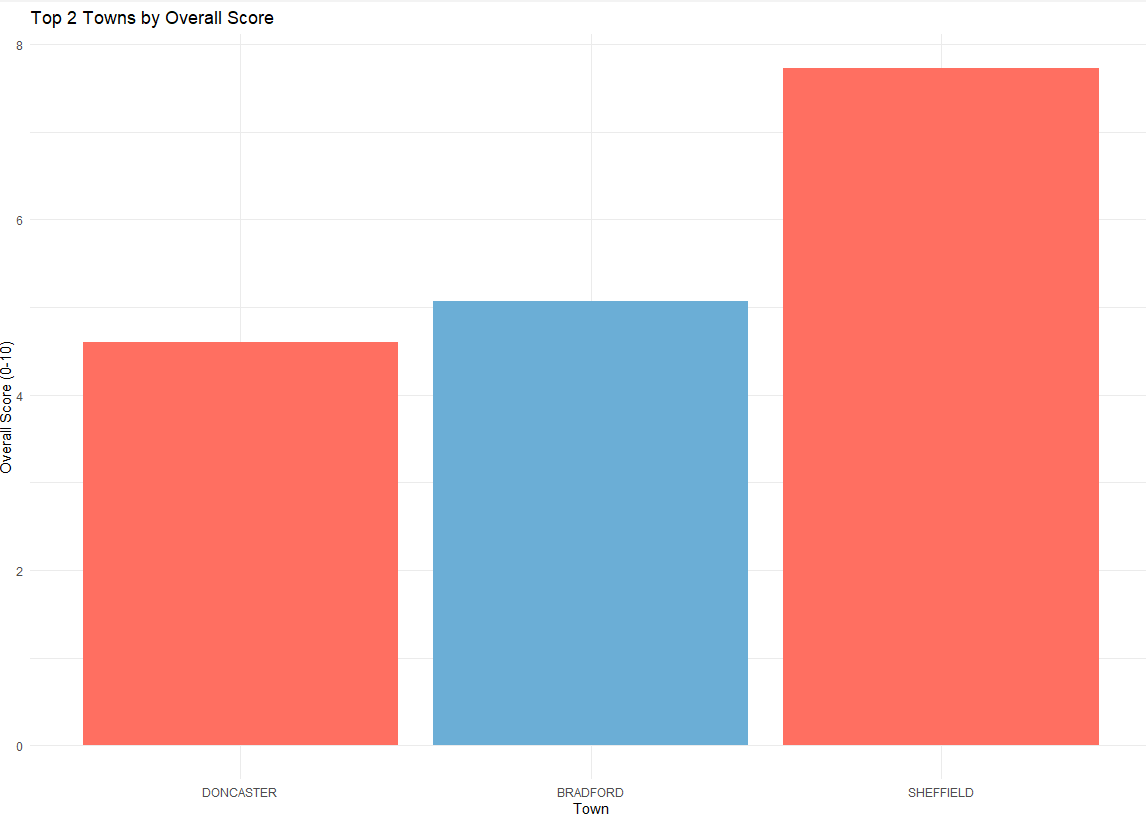 Top 2 Towns by Overall Score
Overall Score (0-10)
8
6
4
2
0
DONCASTER
BRADFORD
SHEFFIELD
Town